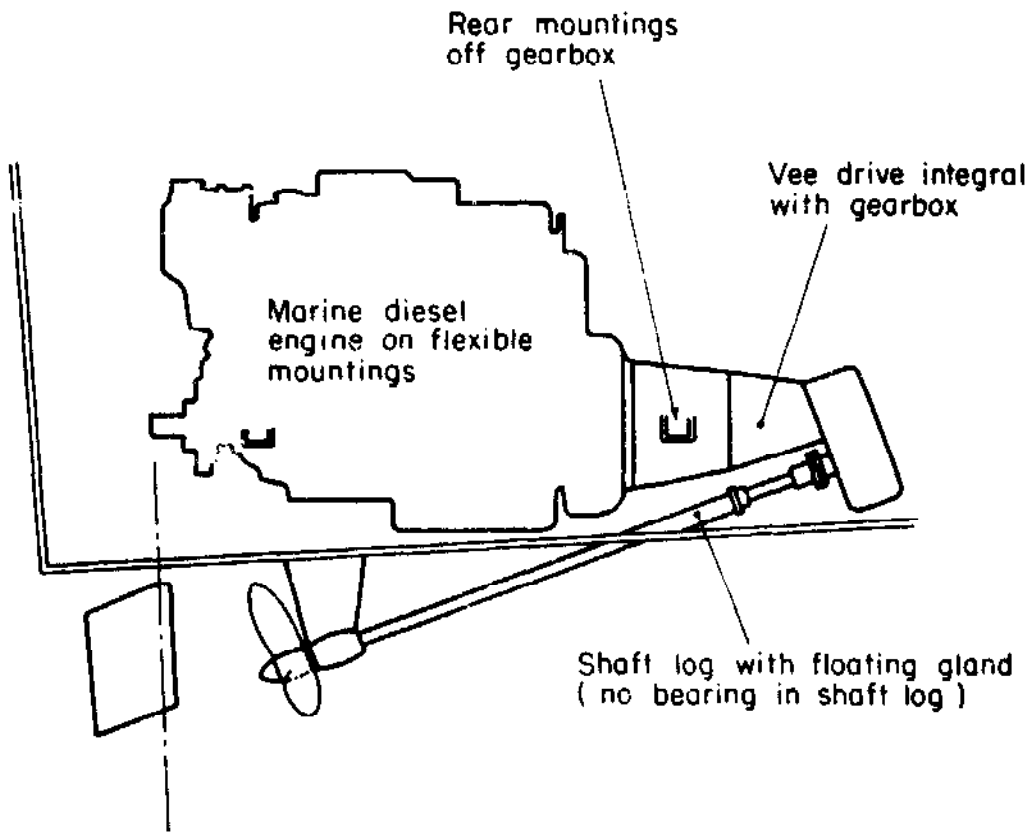 Rear mountings
off gearbox
Vee drive integral
with gearbox
Marine diesel
engine on flexible
mountings
Shaft log with floating gland
( no bearing in shaft log )